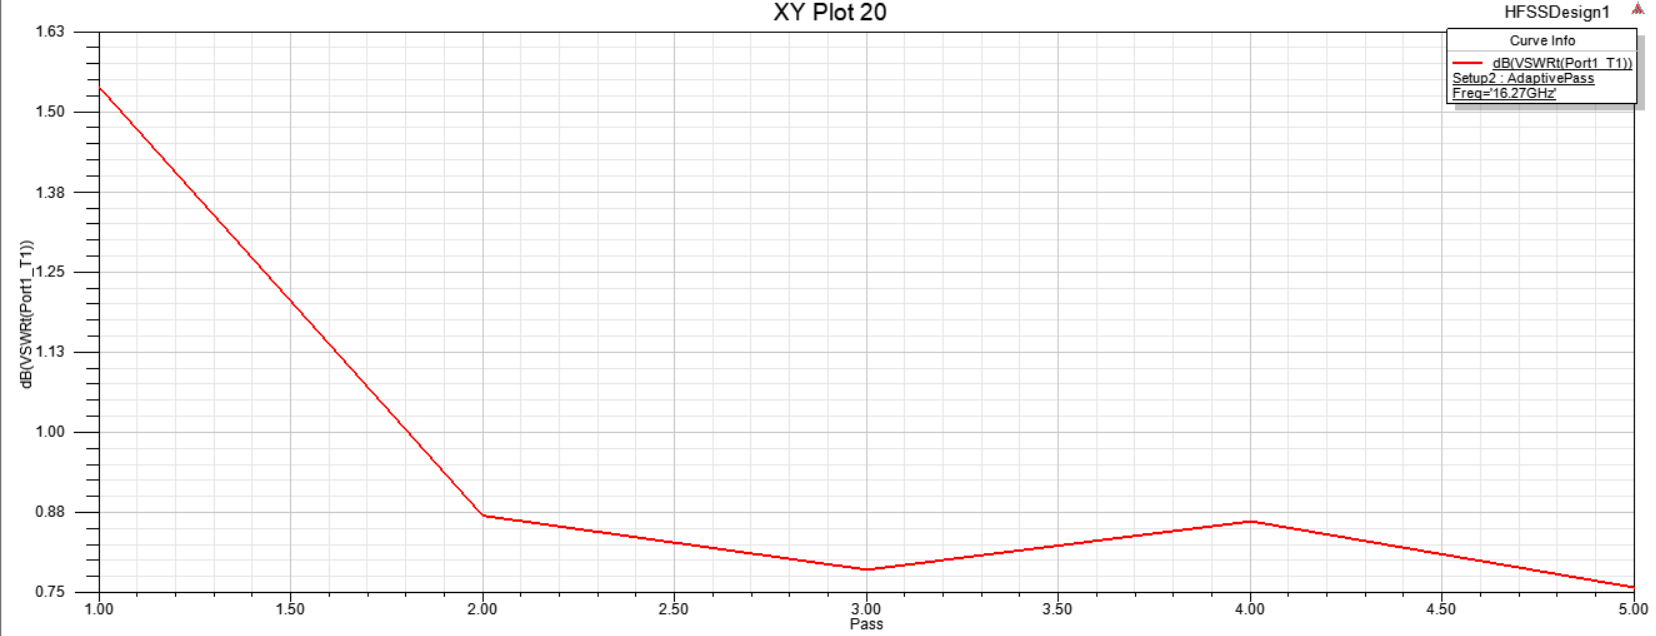 XY Plot 20
HFSSDesign1
Curve Info
dB(VSWRt(Port1_T1))
Setup2 : AdaptivePass
Freq='16.27GHz'
dB(VSWRt(Port1_T1))
1.63
1.50
1.38
1.25
1.13
1.00
0.88
0.75
1.00 1.50 2.00 2.50 3.00 3.50 4.00 4.50 5.00
Pass